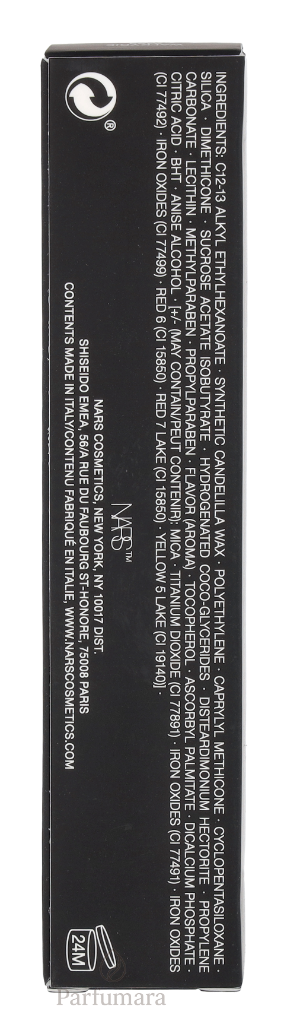 INGREDIENTS: C12-13 ALKYL ETHYLHEXANOATE · SYNTHETIC CANDELILLA WAX · POLYETHYLENE · CAPRYLYL METHICONE · CYCLOPENTASILOXANE ·
SILICA · DIMETHICONE · SUCROSE ACETATE ISOBUTYRATE · HYDROGENATED COCO-GLYCERIDES · DISTEARDIMONIUM HECTORITE · PROPYLENE
CARBONATE · LECITHIN · METHYLPARABEN · PROPYLPARABEN · FLAVOR (AROMA) · TOCOPHEROL · ASCORBYL PALMITATE · DICALCIUM PHOSPHATE ·
CITRIC ACID · BHT · ANISE ALCOHOL · [+/- (MAY CONTAIN/PEUT CONTENIR): MICA · TITANIUM DIOXIDE (CI 77891) · IRON OXIDES (CI 77491) · IRON OXIDES
(CI 77492) · IRON OXIDES (CI 77499) · RED 6 (CI 15850) · RED 7 LAKE (CI 15850) · YELLOW 5 LAKE (CI 19140)] ·
NARS™
NARS COSMETICS, NEW YORK, NY 10017 DIST.
SHISEIDO EMEA, 56/A RUE DU FAUBOURG ST-HONORE, 75008 PARIS
CONTENTS MADE IN ITALY/CONTENU FABRIQUÉ EN ITALIE, WWW.NARSCOSMETICS.COM
®
24M
Parfumara